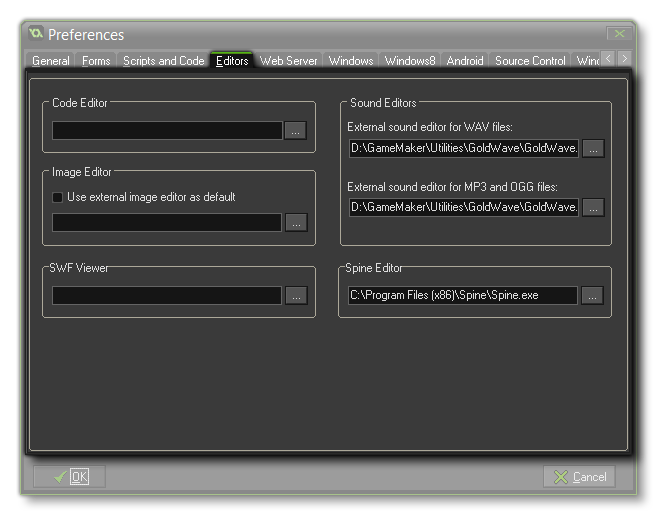 Preferences
General Forms Scripts and Code Editors Web Server Windows Windows8 Android Source Control
Code Editor
...
Image Editor
Use external image editor as default
...
SWF Viewer
...
Sound Editors
External sound editor for WAV files:
D:\GameMaker\Utilities\GoldWave\GoldWave. ...
External sound editor for MP3 and OGG files:
D:\GameMaker\Utilities\GoldWave\GoldWave. ...
Spine Editor
C:\Program Files (x86)\Spine\Spine.exe ...
OK Cancel